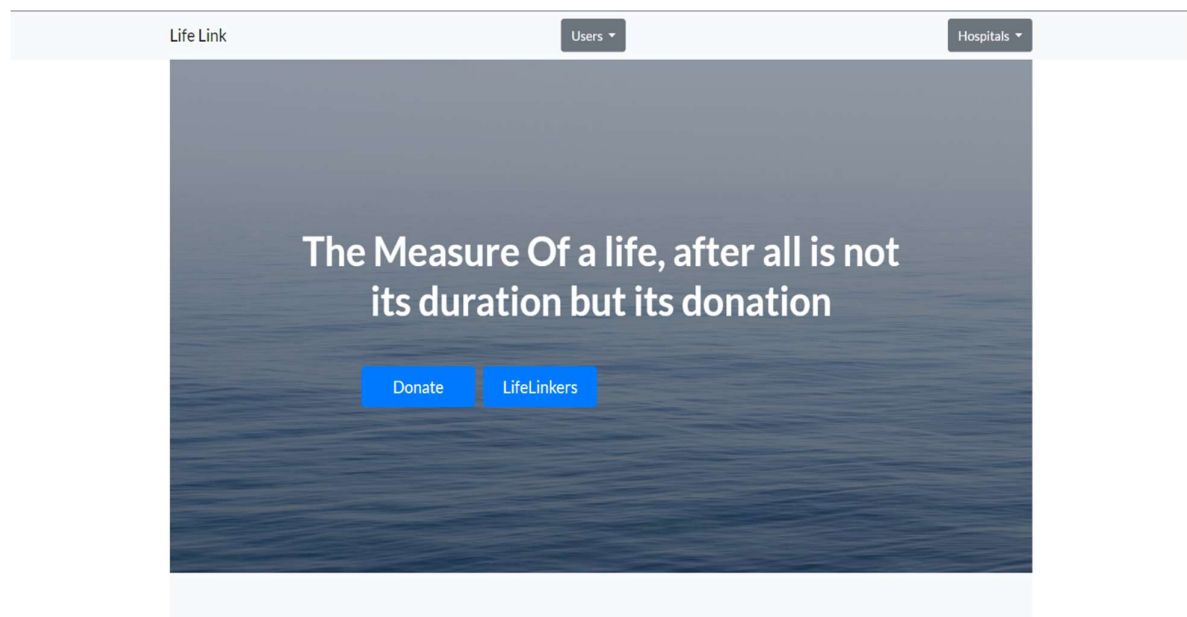 Life Link
Users
Hospitals
The Measure Of a life, after all is not
its duration but its donation
Donate
LifeLinkers